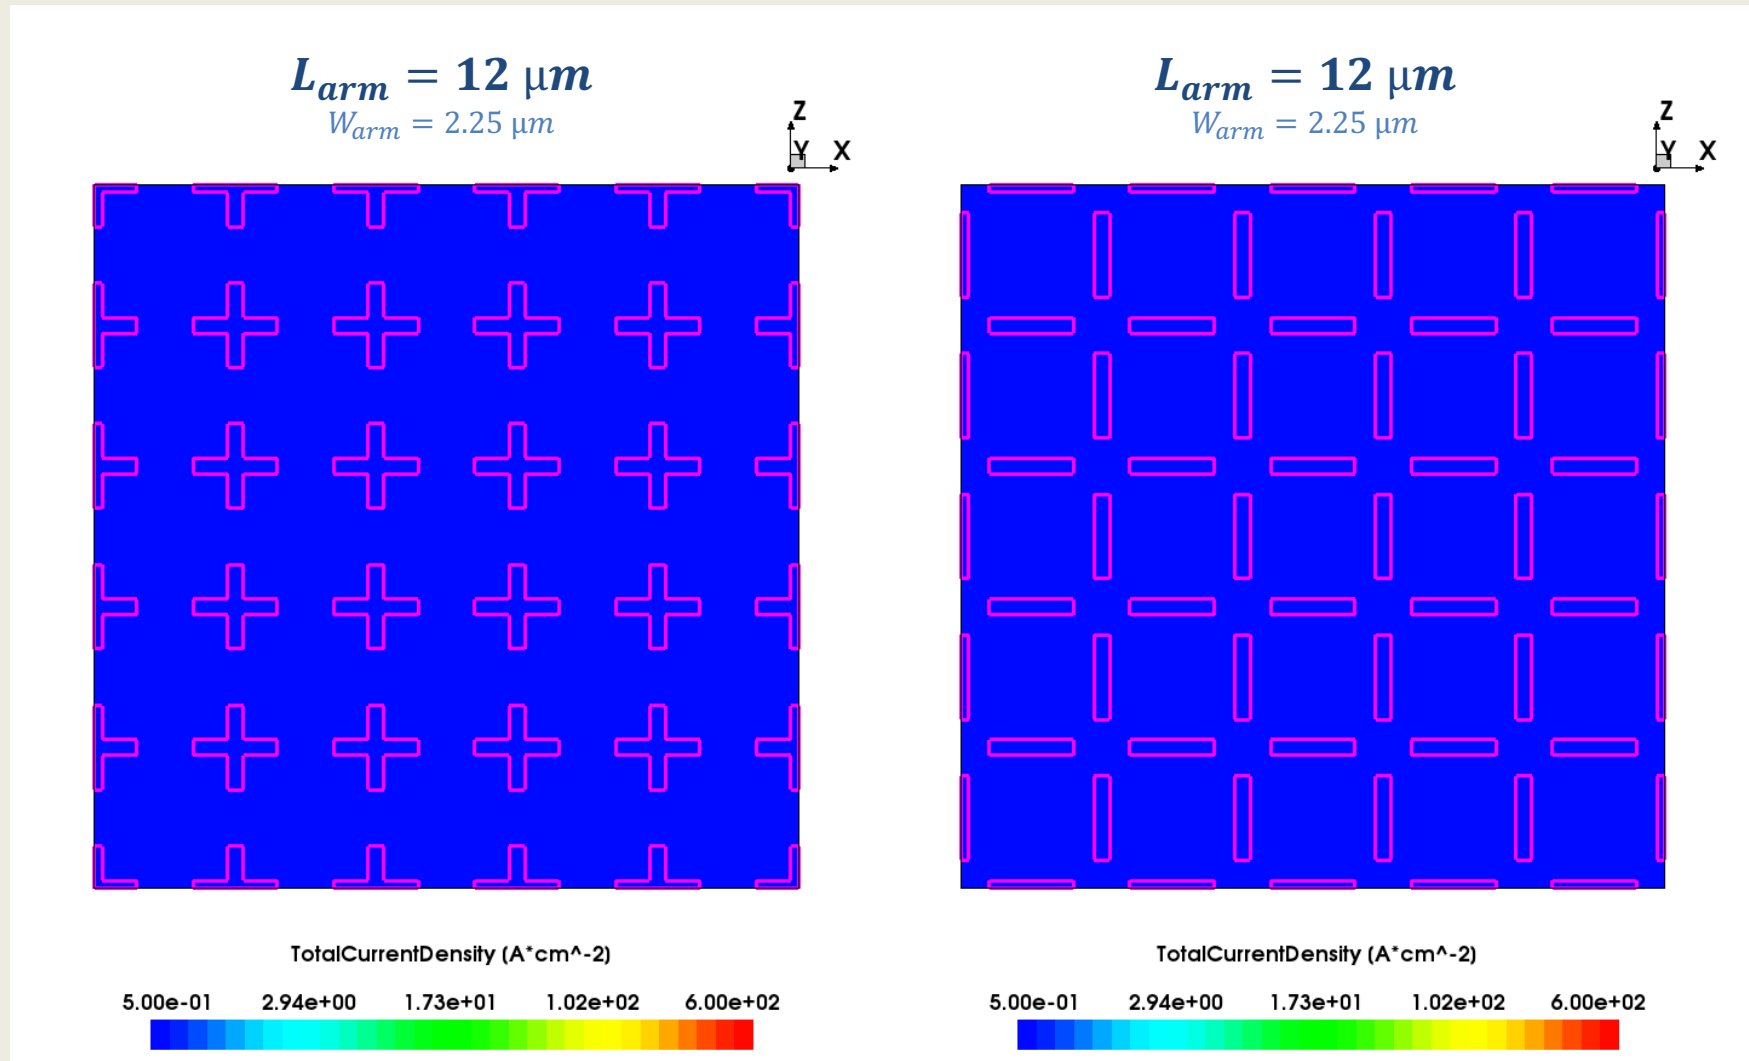 L_arm = 12 μm
W_arm = 2.25 μm
Z
Y X
TotalCurrentDensity (A*cm^-2)
5.00e-01 2.94e+00 1.73e+01 1.02e+02 6.00e+02
L_arm = 12 μm
W_arm = 2.25 μm
Z
Y X
TotalCurrentDensity (A*cm^-2)
5.00e-01 2.94e+00 1.73e+01 1.02e+02 6.00e+02